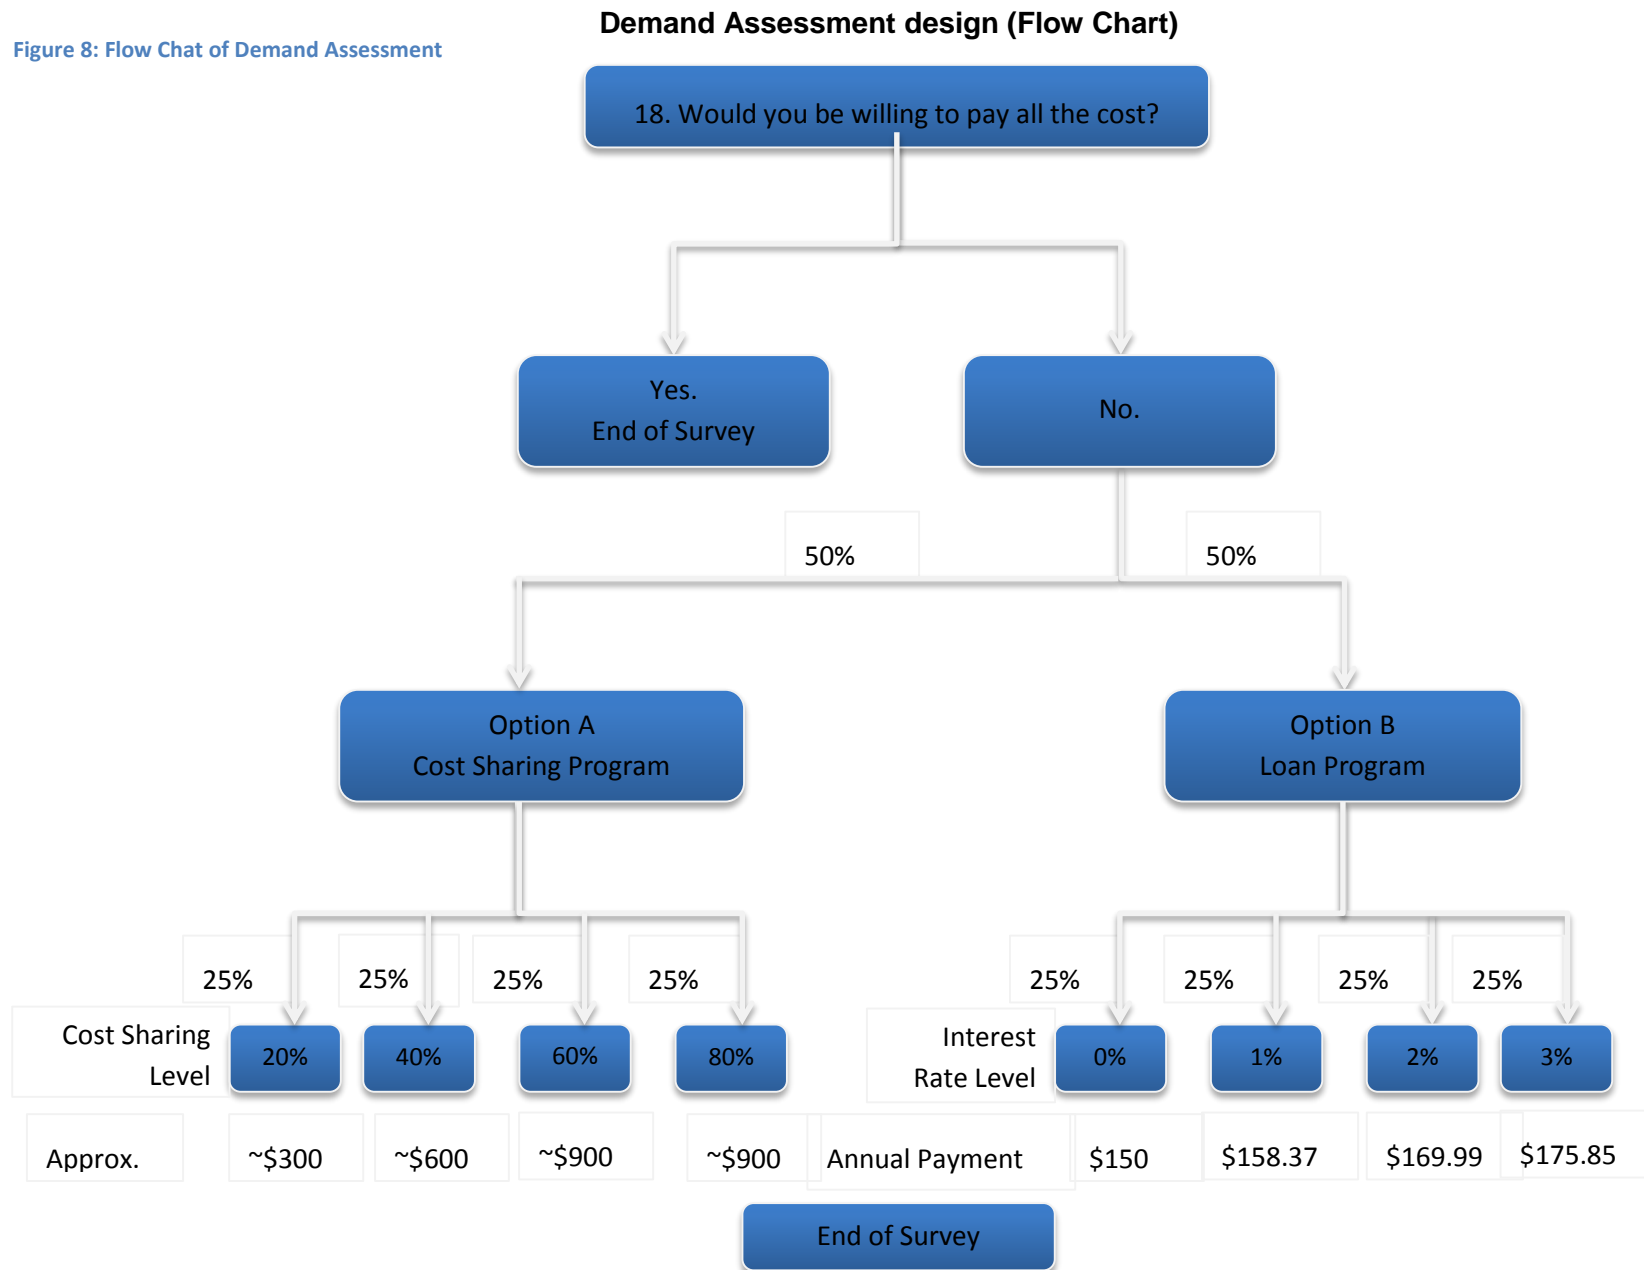 Demand Assessment design (Flow Chart)
Figure 8: Flow Chat of Demand Assessment
18. Would you be willing to pay all the cost?
Yes.
End of Survey
No.
50%
50%
Option A
Cost Sharing Program
Option B
Loan Program
25%
25%
25%
25%
25%
25%
25%
25%
Cost Sharing
Level
20%
40%
60%
80%
Interest
Rate Level
0%
1%
2%
3%
Approx.
~$300
~$600
~$900
~$900
Annual Payment
$150
$158.37
$169.99
$175.85
End of Survey